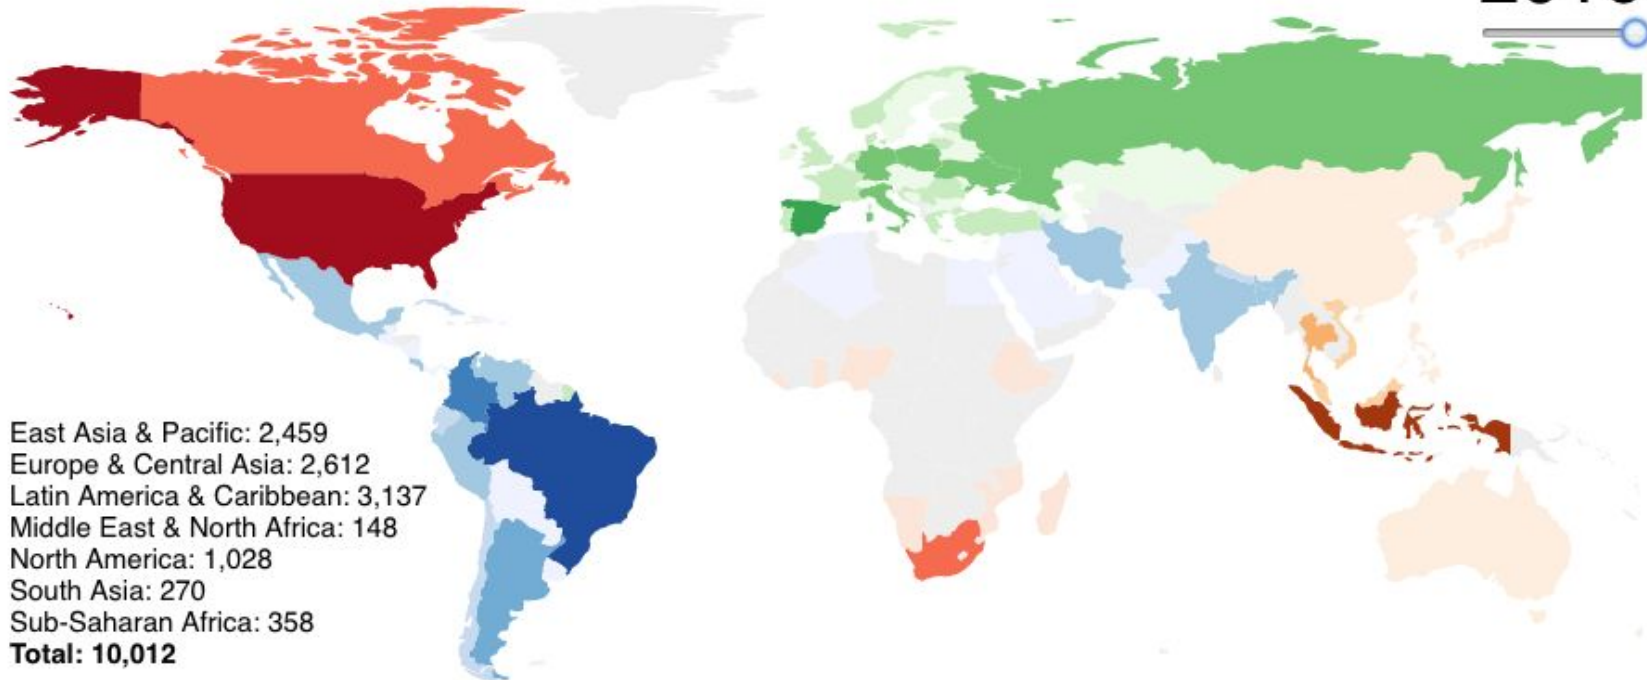 East Asia & Pacific: 2,459
Europe & Central Asia: 2,612
Latin America & Caribbean: 3,137
Middle East & North Africa: 148
North America: 1,028
South Asia: 270
Sub-Saharan Africa: 358
Total: 10,012